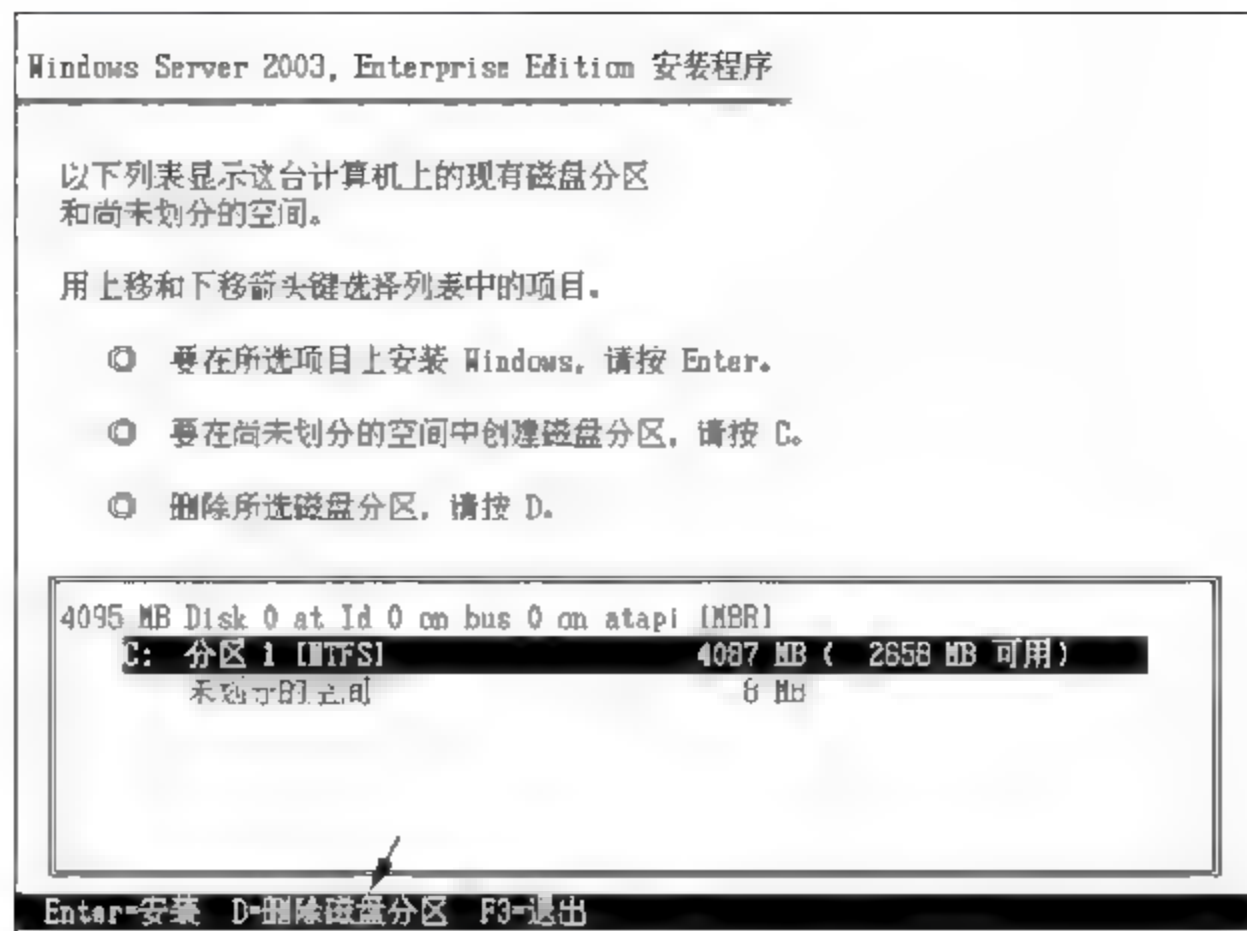 Windows Server 2003, Enterprise Edition 安装程序
以下列表显示这台计算机上的现有磁盘分区
和尚未划分的空间。
用上移和下移箭头键选择列表中的项目。
要在所选项目上安装 Windows, 请按 Enter。
要在尚未划分的空间中创建磁盘分区, 请按 C。
删除所选磁盘分区, 请按 D。
4095 MB Disk 0 at Id 0 on bus 0 on atapi [MBR]
C: 分区 1 [NTFS] 4087 MB ( 2658 MB 可用)
未划分的空间 8 MB
Enter=安装 D=删除磁盘分区 F3=退出